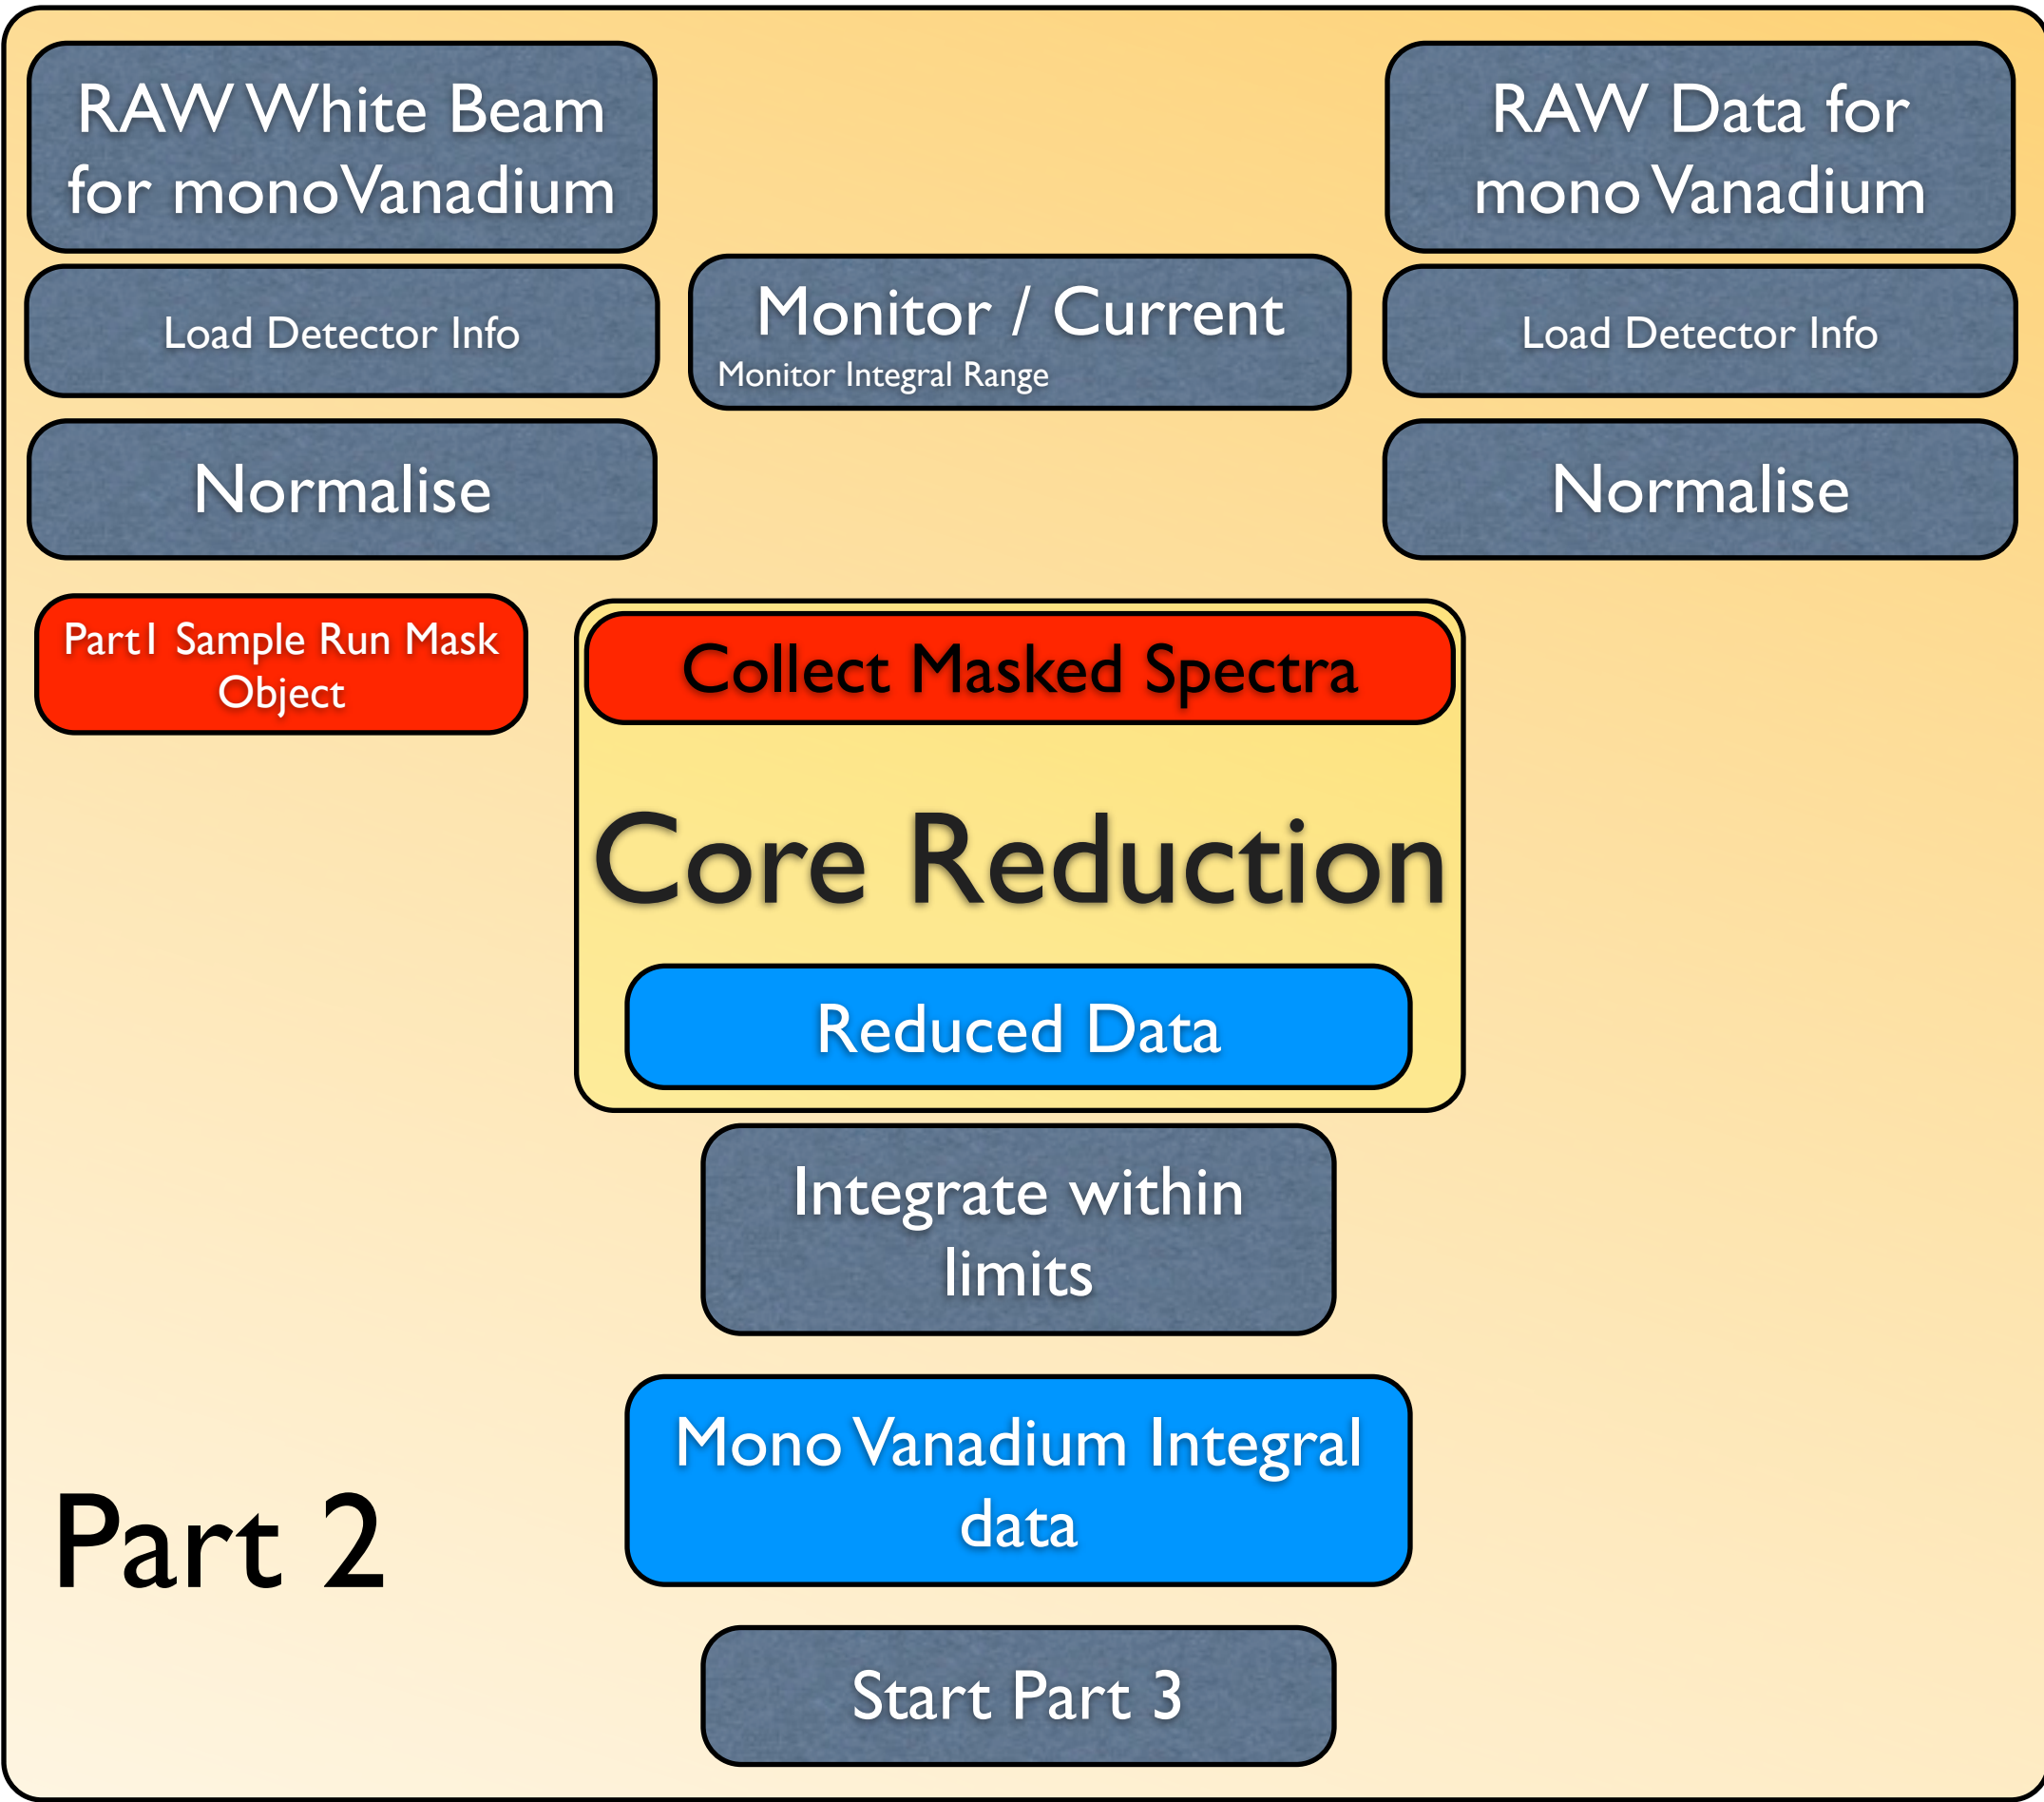 RAW White Beam
for monoVanadium
RAW Data for
mono Vanadium
Load Detector Info
Monitor / Current
Monitor Integral Range
Load Detector Info
Normalise
Normalise
Part1 Sample Run Mask
Object
Collect Masked Spectra
Core Reduction
Reduced Data
Integrate within
limits
Mono Vanadium Integral
data
Part 2
Start Part 3